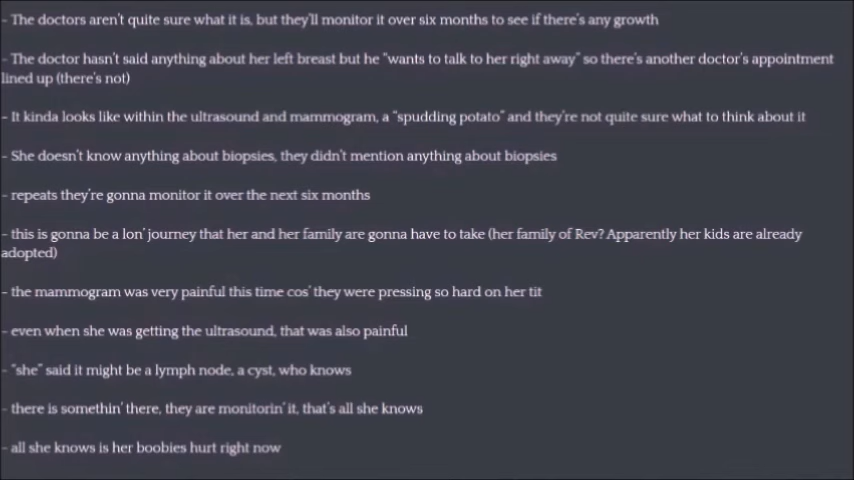 - The doctors aren't quite sure what it is, but they'll monitor it over six months to see if there's any growth
- The doctor hasn't said anything about her left breast but he "wants to talk to her right away" so there's another doctor's appointment
lined up (there's not)
- It kinda looks like within the ultrasound and mammogram, a "spudding potato" and they're not quite sure what to think about it
- She doesn't know anything about biopsies, they didn't mention anything about biopsies
- repeats they're gonna monitor it over the next six months
- this is gonna be a lon' journey that her and her family are gonna have to take (her family of Rev? Apparently her kids are already
adopted)
- the mammogram was very painful this time cos' they were pressing so hard on her tit
- even when she was getting the ultrasound, that was also painful
- "she" said it might be a lymph node, a cyst, who knows
- there is somethin' there, they are monitorin' it, that's all she knows
- all she knows is her boobies hurt right now